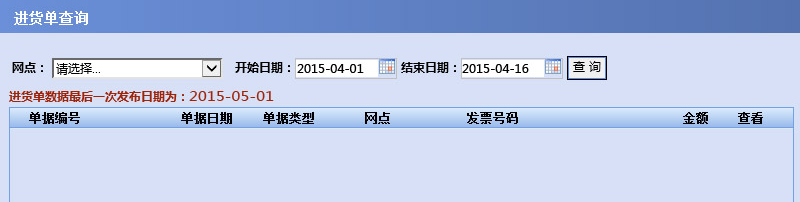 进货单查询
网点： 请选择... 开始日期： 2015-04-01 结束日期： 2015-04-16 查 询
进货单数据最后一次发布日期为：2015-05-01
单据编号 单据日期 单据类型 网点 发票号码 金额 查看